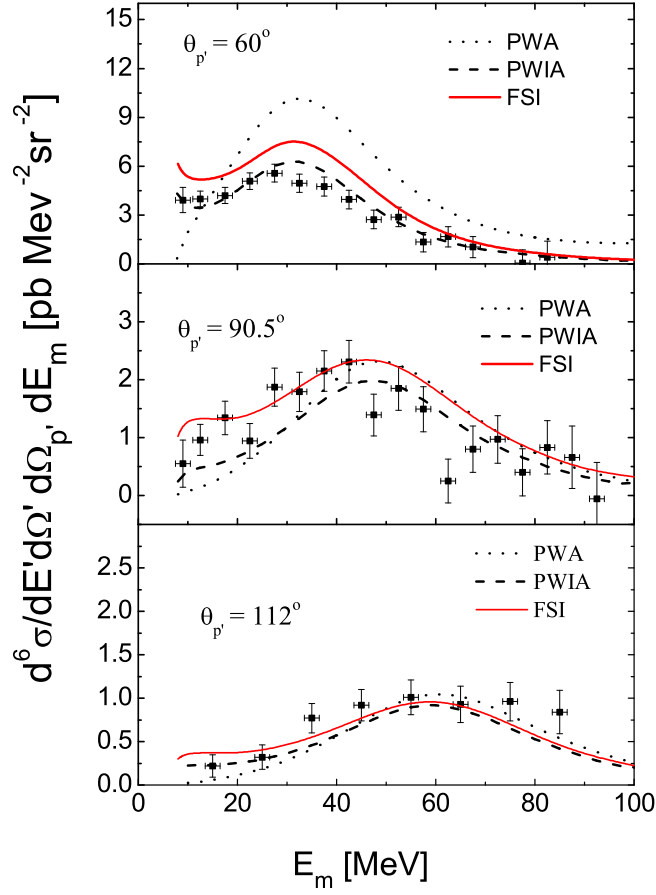 d⁶σ/dE'dΩ' dΩp' dEm [pb Mev⁻²sr⁻²]
θp' = 60°
PWA
PWIA
FSI
15
12
9
6
3
0
θp' = 90.5°
PWA
PWIA
FSI
3
2
1
0
θp' = 112°
PWA
PWIA
FSI
2.5
2.0
1.5
1.0
0.5
0.0
0 20 40 60 80 100
Em [MeV]